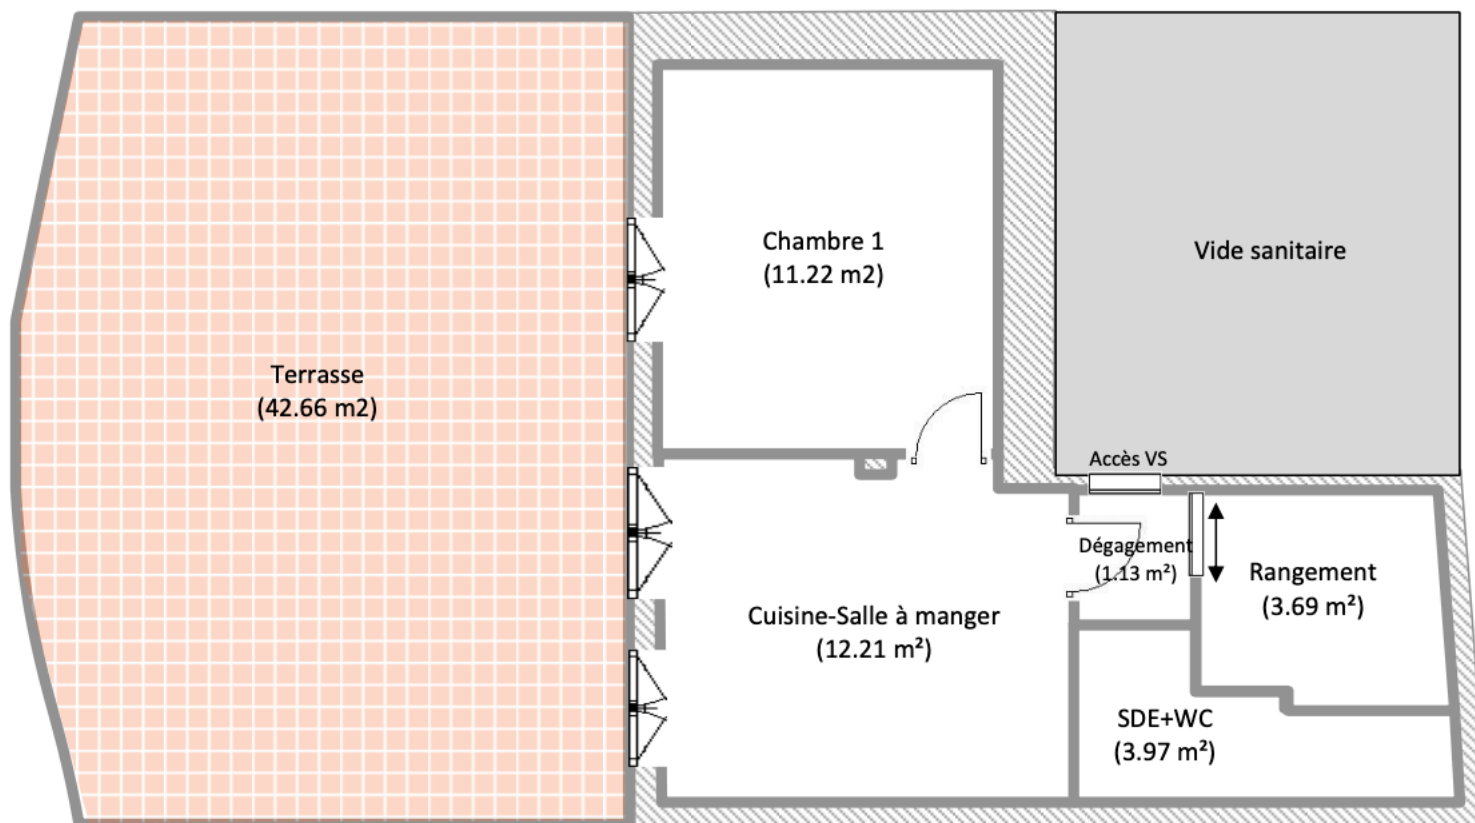 Chambre 1
(11.22 m2)
Vide sanitaire
Terrasse
(42.66 m2)
Accès VS
Dégagement
(1.13 m²)
Rangement
(3.69 m²)
Cuisine-Salle à manger
(12.21 m²)
SDE+WC
(3.97 m²)